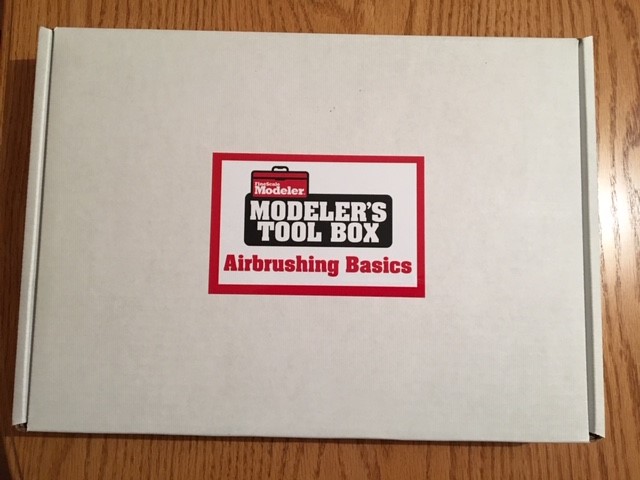 FineScale
Modeler
MODELER'S
TOOL BOX
Airbrushing Basics